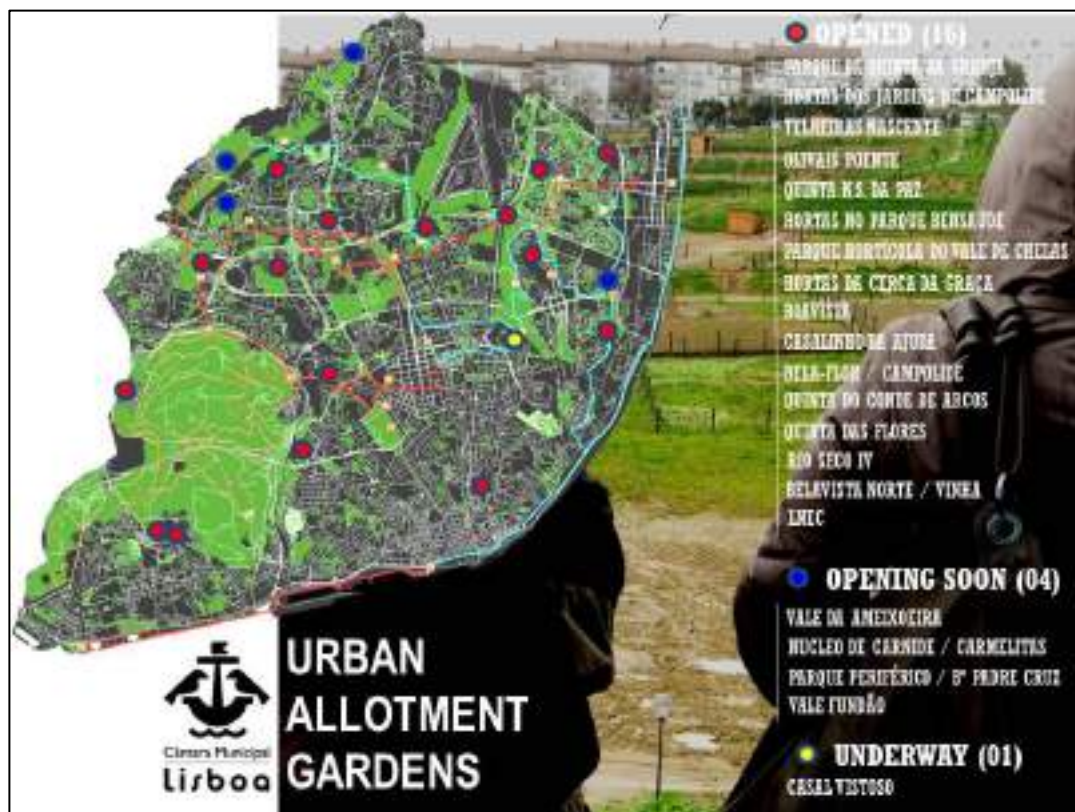 OPENED (16)
PARQUE DA QUINTA DA GRANJA
HORTAS DOS JARDINS DE CAMPOLIDE
TELHEIRAS NASCENTE
OLIVAIS POENTE
QUINTA N.S. DA PAZ
HORTAS NO PARQUE BENSAÚDE
PARQUE HORTÍCOLA DO VALE DE CHELAS
HORTAS DA CERCA DA GRAÇA
BOAVISTA
CASALINHO DA AJUDA
BELA-FLOR / CAMPOLIDE
QUINTA DO CONDE DE ARCOS
QUINTA DAS FLORES
RIO SECO IV
BELAVISTA NORTE / VINHA
LNEC
OPENING SOON (04)
VALE DA AMEIXOEIRA
NUCLEO DE CARNIDE / CARMELITAS
PARQUE PERIFÉRICO / Bº PADRE CRUZ
VALE FUNDÃO
UNDERWAY (01)
CASAL VISTOSO
URBAN
ALLOTMENT
GARDENS
Câmara Municipal
Lisboa